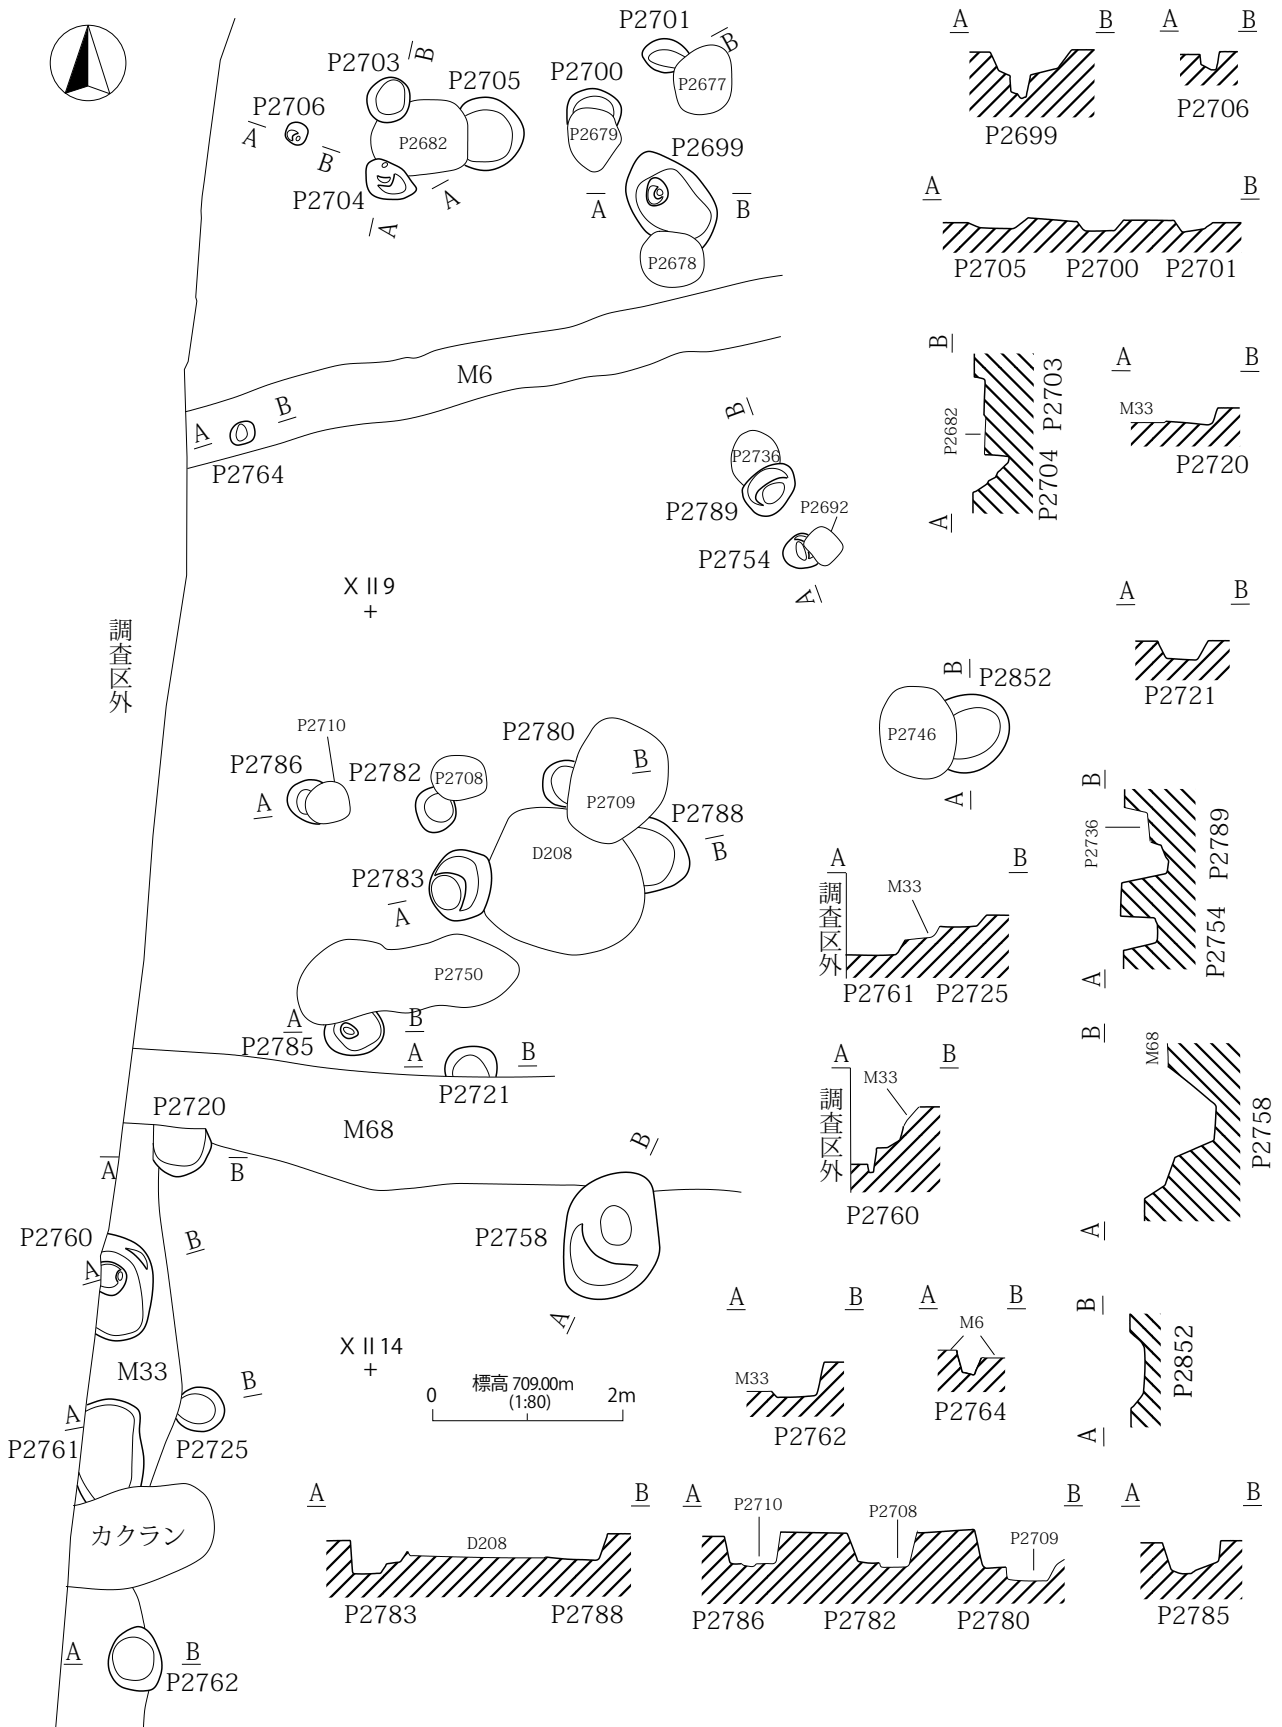 P2701
B
P2703
B
P2700
P2705
P2677
P2706
A
B
P2682
P2679
P2699
P2704
A
A
A
B
P2678
M6
A
B
P2764
B
P2736
P2789
P2692
P2754
A
X Ⅱ 9
調査区外
B
P2852
P2746
A
P2710
P2786
A
P2782
P2708
P2780
B
P2709
P2788
B
D208
P2783
A
P2750
A
B
P2785
A
B
P2721
P2720
M68
A
B
B
P2760
B
A
P2758
A
X Ⅱ 14
M33
A
B
P2761
P2725
カクラン
A
B
P2762
標高 709.00m
(1:80)
0
2m
A
B
P2699
A
B
P2706
A
B
P2705
P2700
P2701
B
P2682
P2703
P2704
A
A
B
M33
P2720
A
B
P2721
B
P2736
P2789
P2754
A
A
B
調査区外
M33
P2761
P2725
B
M68
P2758
A
A
B
調査区外
M33
P2760
A
B
M33
P2762
A
B
M6
P2764
B
P2852
A
A
B
D208
P2783
P2788
A
B
P2710
P2708
P2709
P2786
P2782
P2780
A
B
P2785